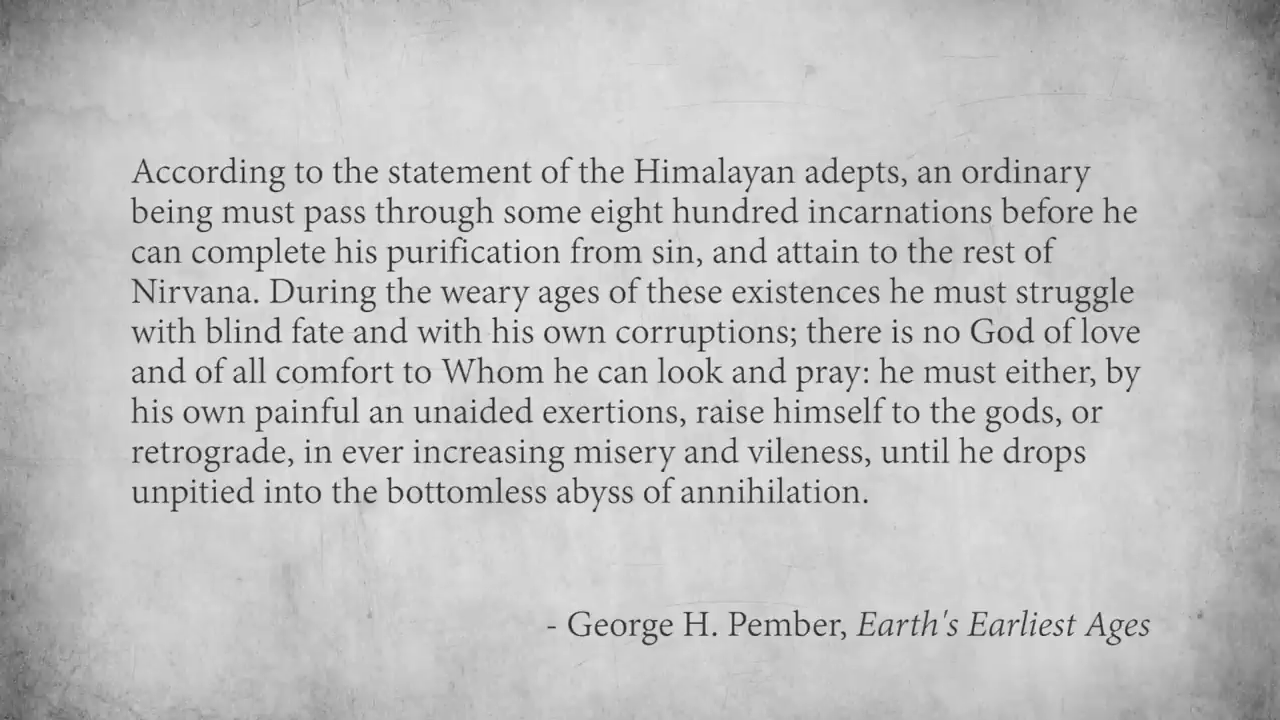 According to the statement of the Himalayan adepts, an ordinary
being must pass through some eight hundred incarnations before he
can complete his purification from sin, and attain to the rest of
Nirvana. During the weary ages of these existences he must struggle
with blind fate and with his own corruptions; there is no God of love
and of all comfort to Whom he can look and pray: he must either, by
his own painful an unaided exertions, raise himself to the gods, or
retrograde, in ever increasing misery and vileness, until he drops
unpitied into the bottomless abyss of annihilation.
- George H. Pember, Earth's Earliest Ages